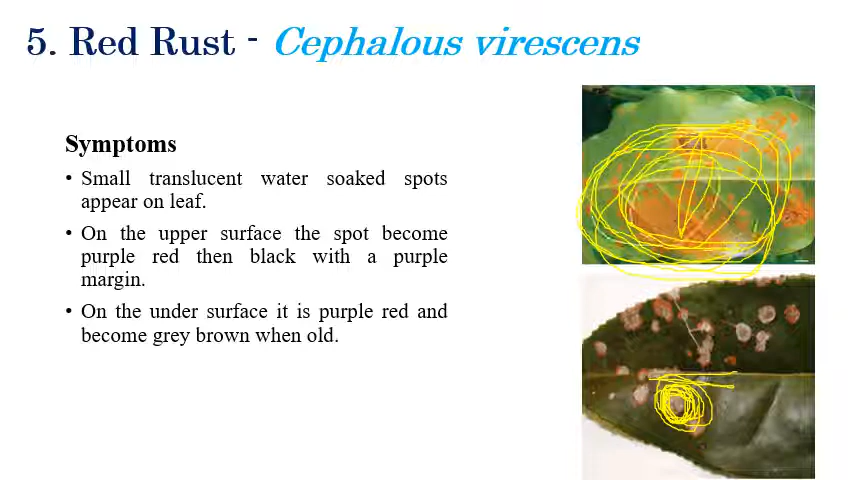 5. Red Rust - Cephalous virescens
Symptoms
• Small translucent water soaked spots
appear on leaf.
• On the upper surface the spot become
purple red then black with a purple
margin.
• On the under surface it is purple red and
become grey brown when old.